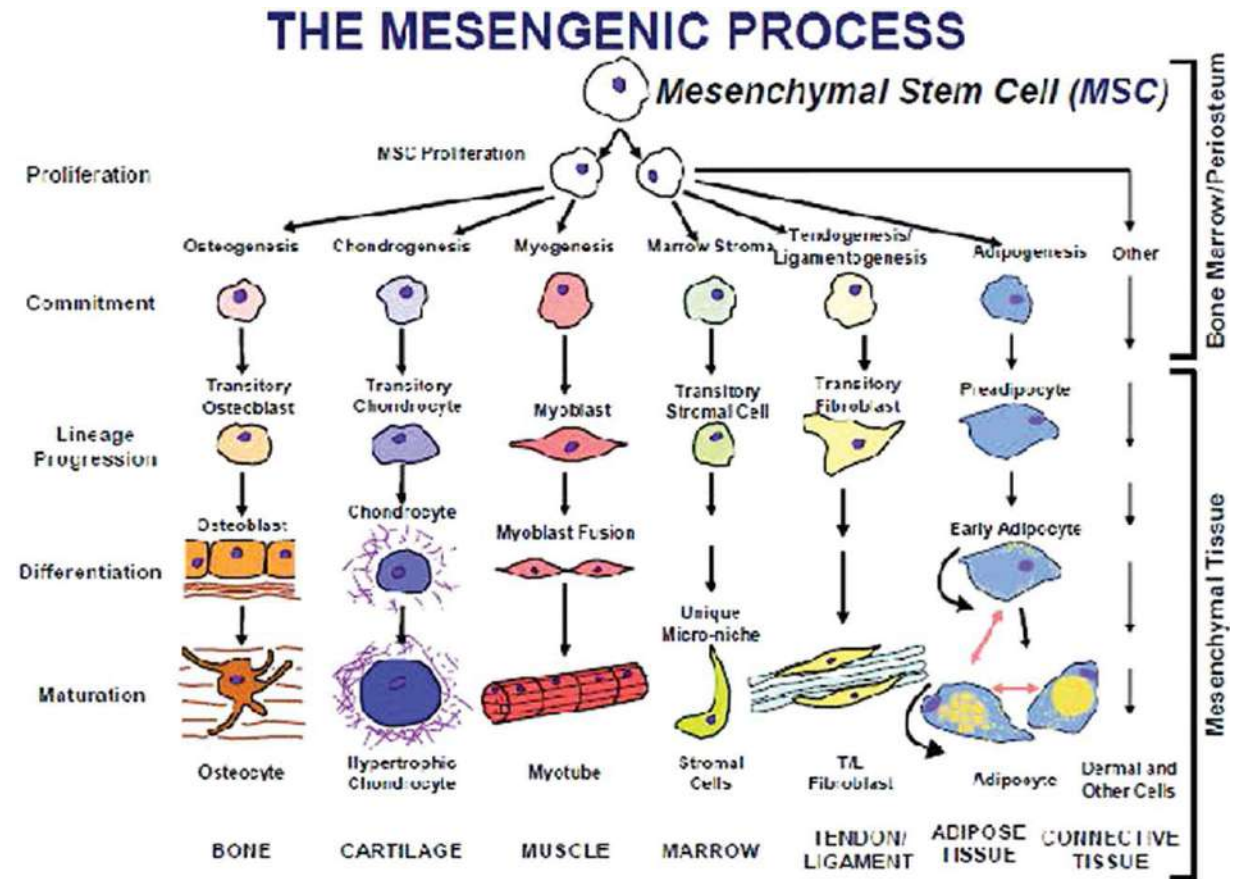 THE MESENGENIC PROCESS
Mesenchymal Stem Cell (MSC)
MSC Proliferation
Proliferation
Osteogenesis
Chondrogenesis
Myogenesis
Marrow Stroma
Tendogenesis/
Ligamentogenesis
Adipogenesis
Other
Commitment
Transitory
Osteoblast
Transitory
Chondrocyte
Myoblast
Transitory
Stromal Cell
Transitory
Fibroblast
Preadipocyte
Lineage
Progression
Osteoblast
Chondrocyte
Myoblast Fusion
Early Adipocyte
Differentiation
Unique
Micro-niche
Maturation
Osteocyte
Hypertrophic
Chondrocyte
Myotube
Stromal
Cells
T/L
Fibroblast
Adipocyte
Dermal and
Other Cells
BONE
CARTILAGE
MUSCLE
MARROW
TENDON/
LIGAMENT
ADIPOSE
TISSUE
CONNECTIVE
TISSUE
Bone Marrow/Periosteum
Mesenchymal Tissue